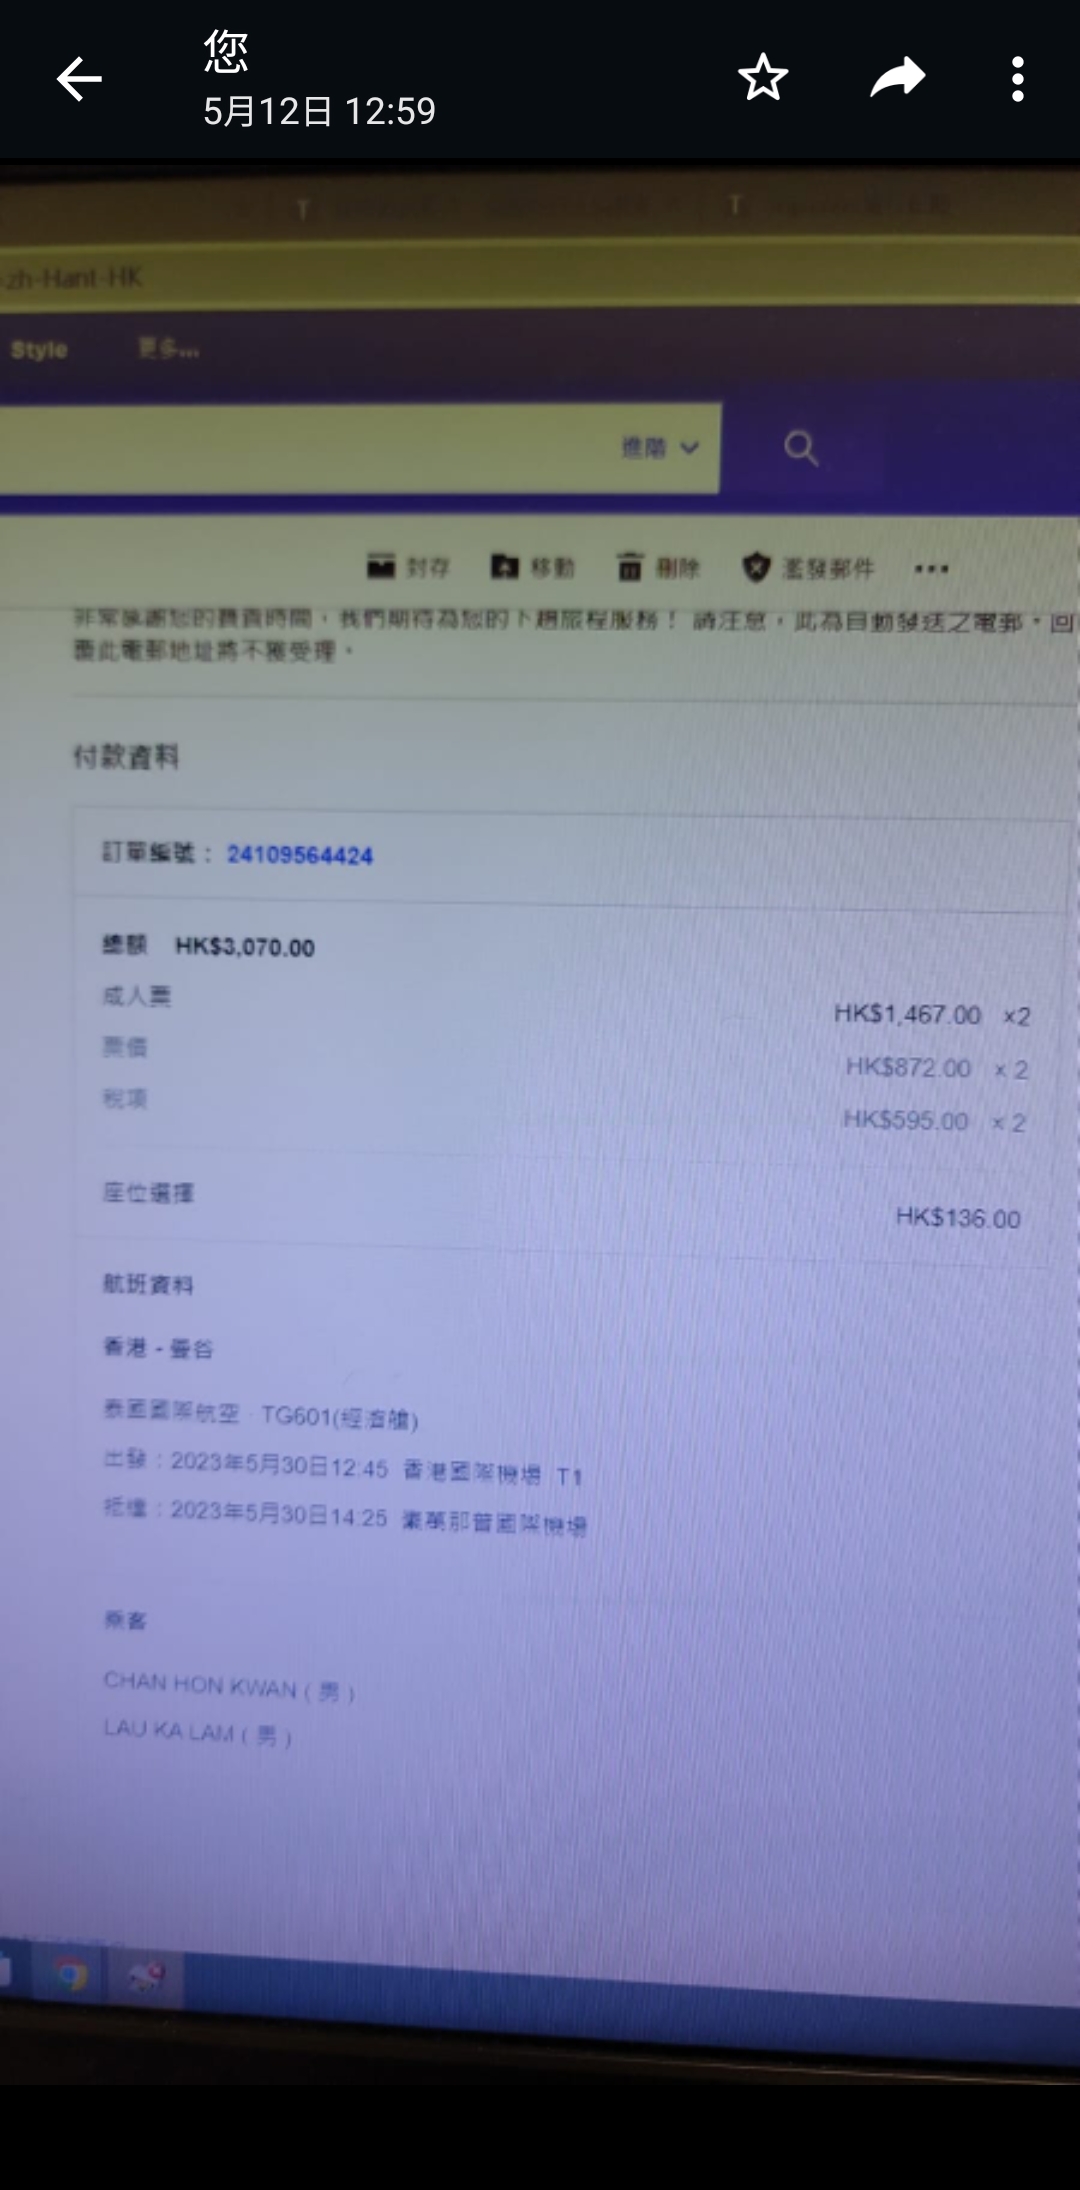 您
5月12日 12:59
T
T
-zh-Hant-HK
Style 更多...
進階
封存 移動 刪除 濫發郵件
非常感謝您的寶貴時間，我們期待為您的下趟旅程服務！ 請注意，此為自動發送之電郵。回
覆此電郵地址將不獲受理。
付款資料
訂單編號： 24109564424
總額 HK$3,070.00
成人票 HK$1,467.00 ×2
票價 HK$872.00 × 2
稅項 HK$595.00 × 2
座位選擇 HK$136.00
航班資料
香港 - 曼谷
泰國國際航空 · TG601(經濟艙)
出發：2023年5月30日12:45 香港國際機場 T1
抵達：2023年5月30日14:25 素萬那普國際機場
乘客
CHAN HON KWAN ( 男 )
LAU KA LAM ( 男 )